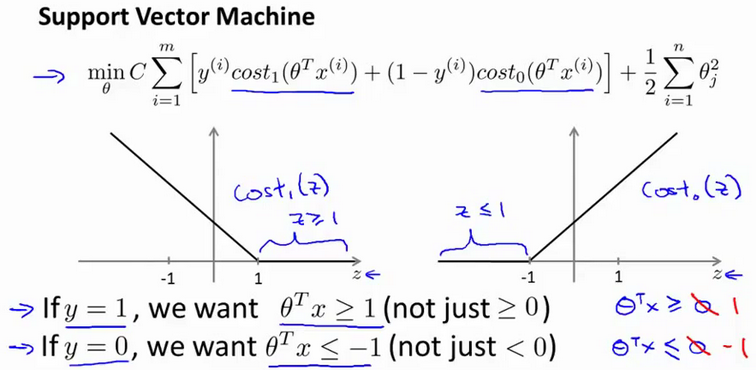 Support Vector Machine
→ min_θ C ∑_{i=1}^{m} [y^{(i)} cost_1(θ^T x^{(i)}) + (1 − y^{(i)}) cost_0(θ^T x^{(i)})] + 1/2 ∑_{i=1}^{n} θ_j^2
cost_1(z) cost_0(z)
z ≥ 1 z ≤ 1
-1 1 z ← -1 1 z ←
→ If y = 1, we want θ^T x ≥ 1 (not just ≥ 0) θ^T x ≥ 0 1
→ If y = 0, we want θ^T x ≤ −1 (not just < 0) θ^T x ≤ 0 -1